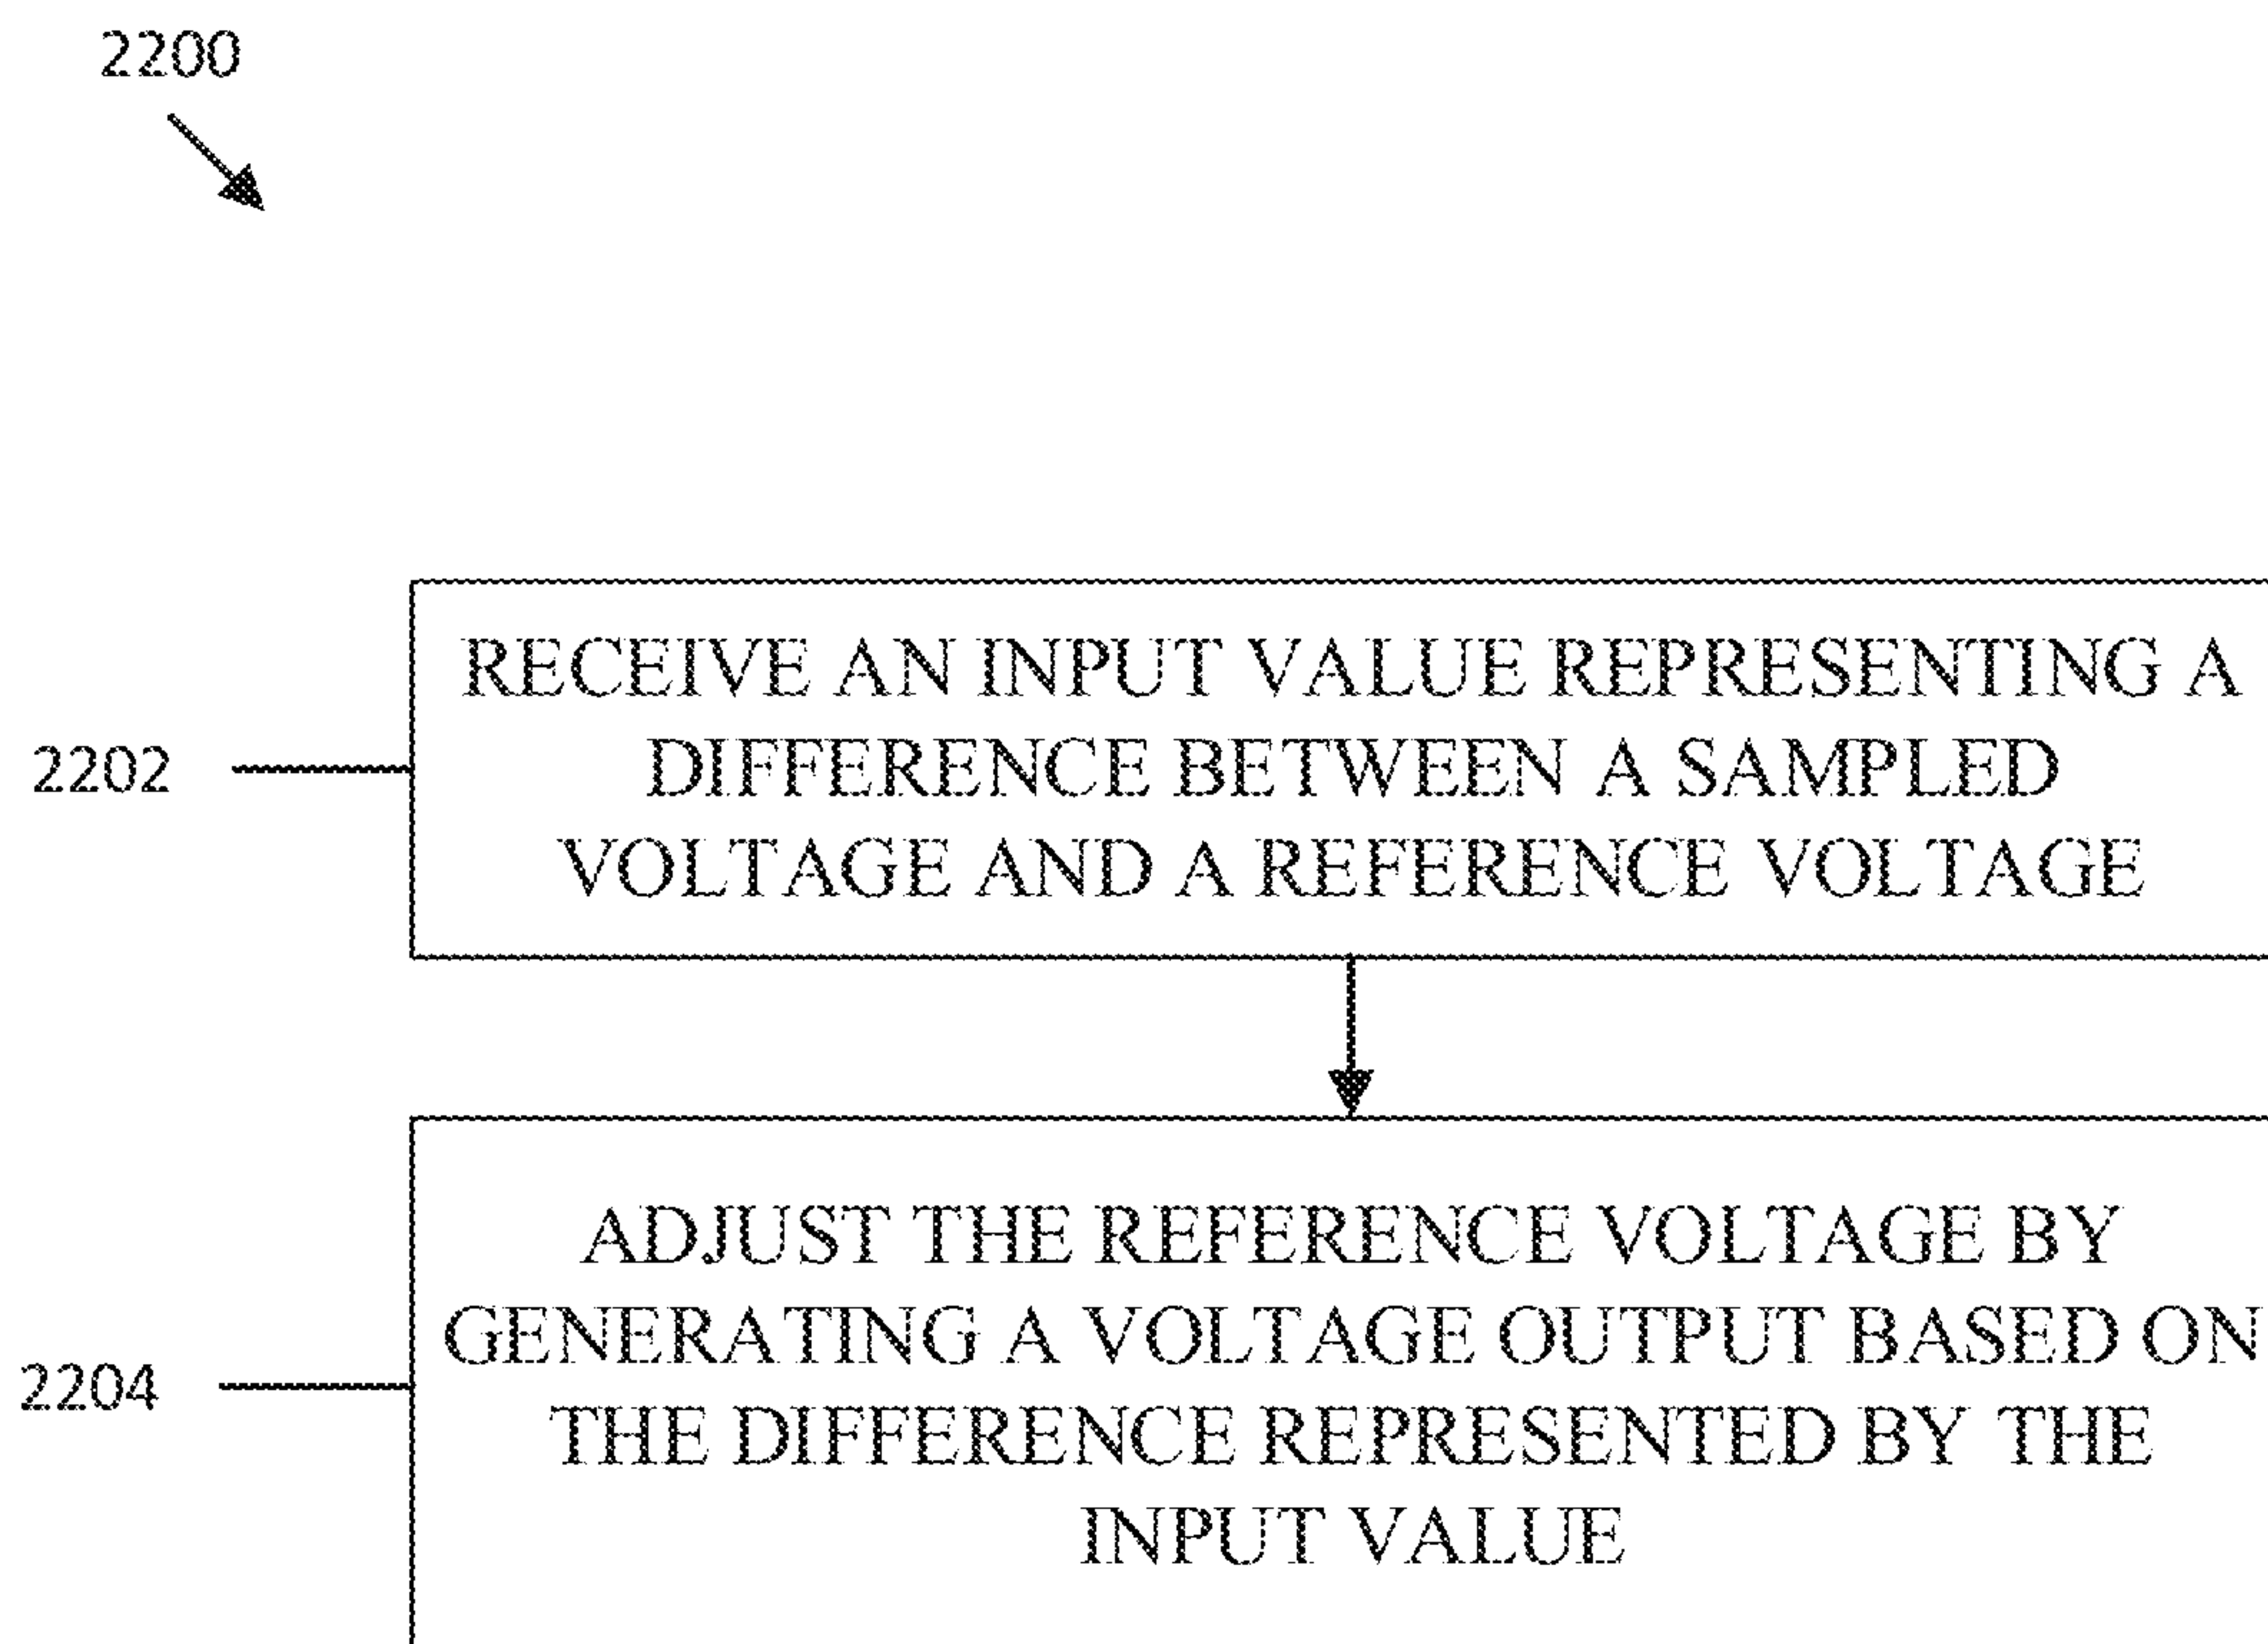 2200
RECEIVE AN INPUT VALUE REPRESENTING A
DIFFERENCE BETWEEN A SAMPLED
VOLTAGE AND A REFERENCE VOLTAGE
2202
ADJUST THE REFERENCE VOLTAGE BY
GENERATING A VOLTAGE OUTPUT BASED ON
THE DIFFERENCE REPRESENTED BY THE
INPUT VALUE
2204